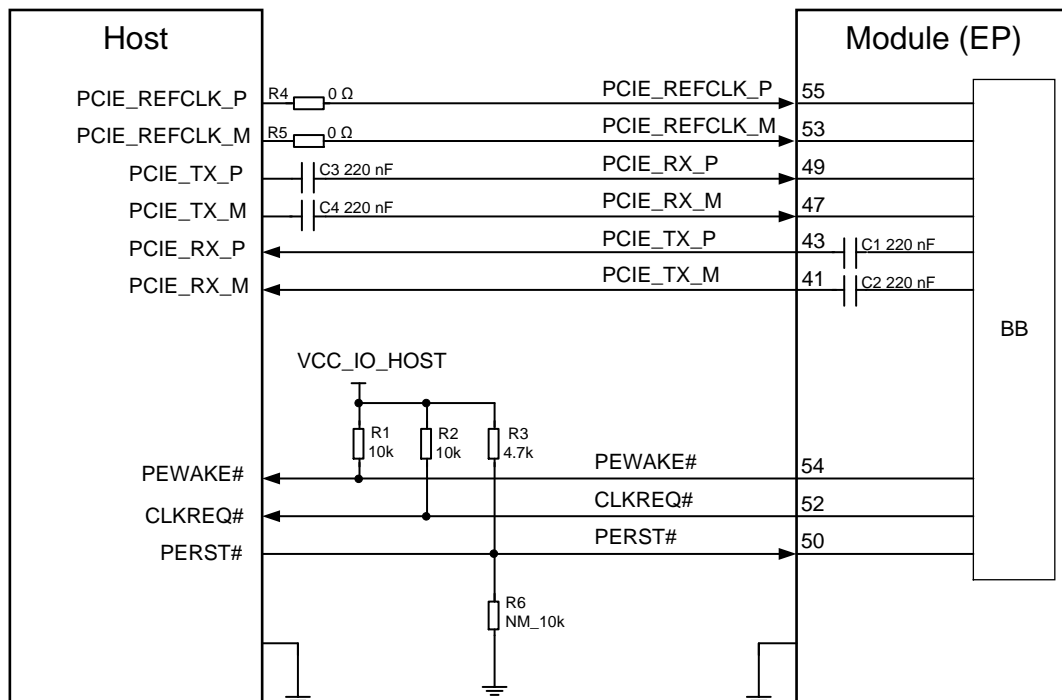 Host
Module (EP)
PCIE_REFCLK_P
R4
0 Ω
PCIE_REFCLK_P
55
PCIE_REFCLK_M
R5
0 Ω
PCIE_REFCLK_M
53
PCIE_TX_P
C3 220 nF
PCIE_RX_P
49
PCIE_TX_M
C4 220 nF
PCIE_RX_M
47
PCIE_RX_P
PCIE_TX_P
43
C1 220 nF
PCIE_RX_M
PCIE_TX_M
41
C2 220 nF
BB
VCC_IO_HOST
R1
10k
R2
10k
R3
4.7k
PEWAKE#
PEWAKE#
54
CLKREQ#
CLKREQ#
52
PERST#
PERST#
50
R6
NM_10k